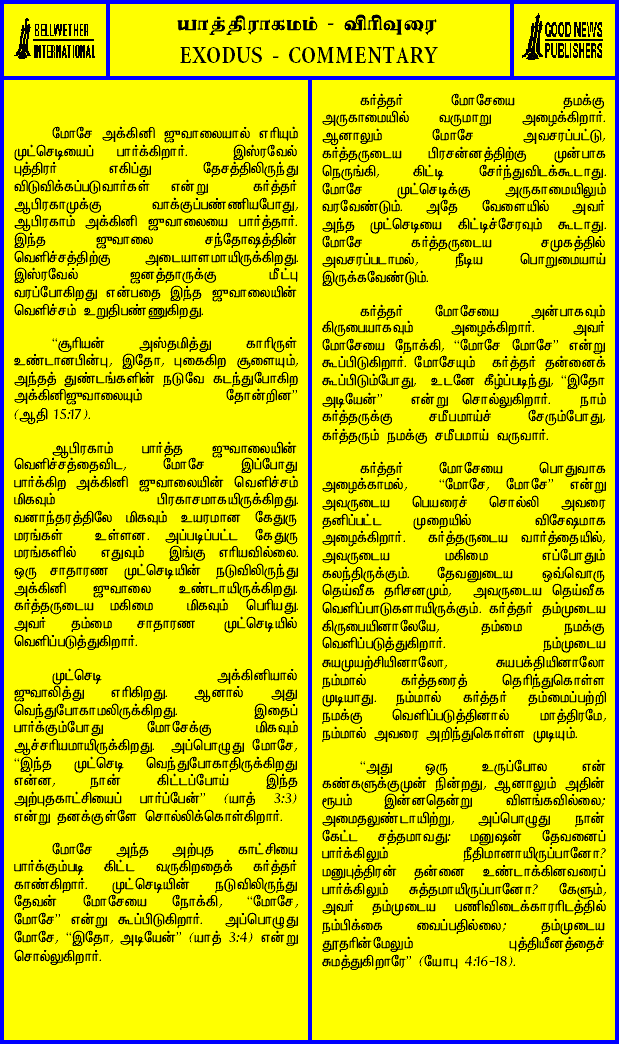 BELLWETHER
INTERNATIONAL
யாத்திராகமம் - விரிவுரை
EXODUS - COMMENTARY
GOOD NEWS
PUBLISHERS
மோசே அக்கினி ஜுவாலையால் எரியும்
முட்செடியைப் பார்க்கிறார். இஸ்ரவேல்
புத்திரர் எகிப்து தேசத்திலிருந்து
விடுவிக்கப்படுவார்கள் என்று கர்த்தர்
ஆபிரகாமுக்கு வாக்குப்பண்ணியபோது,
ஆபிரகாம் அக்கினி ஜுவாலையை பார்த்தார்.
இந்த ஜுவாலை சந்தோஷத்தின்
வெளிச்சத்திற்கு அடையாளமாயிருக்கிறது.
இஸ்ரவேல் ஜனத்தாருக்கு மீட்பு
வரப்போகிறது என்பதை இந்த ஜுவாலையின்
வெளிச்சம் உறுதிபண்ணுகிறது.
“சூரியன் அஸ்தமித்து காரிருள்
உண்டானபின்பு, இதோ, புகைகிற சூளையும்,
அந்தத் துண்டங்களின் நடுவே கடந்துபோகிற
அக்கினிஜுவாலையும் தோன்றின”
(ஆதி 15:17).
ஆபிரகாம் பார்த்த ஜுவாலையின்
வெளிச்சத்தைவிட, மோசே இப்போது
பார்க்கிற அக்கினி ஜுவாலையின் வெளிச்சம்
மிகவும் பிரகாசமாகயிருக்கிறது.
வனாந்தரத்திலே மிகவும் உயரமான கேதுரு
மரங்கள் உள்ளன. அப்படிப்பட்ட கேதுரு
மரங்களில் எதுவும் இங்கு எரியவில்லை.
ஒரு சாதாரண முட்செடியின் நடுவிலிருந்து
அக்கினி ஜுவாலை உண்டாயிருக்கிறது.
கர்த்தருடைய மகிமை மிகவும் பெரியது.
அவர் தம்மை சாதாரண முட்செடியில்
வெளிப்படுத்துகிறார்.
முட்செடி அக்கினியால்
ஜுவாலித்து எரிகிறது. ஆனால் அது
வெந்துபோகாமலிருக்கிறது. இதைப்
பார்க்கும்போது மோசேக்கு மிகவும்
ஆச்சரியமாயிருக்கிறது. அப்பொழுது மோசே,
“இந்த முட்செடி வெந்துபோகாதிருக்கிறது
என்ன, நான் கிட்டப்போய் இந்த
அற்புதகாட்சியைப் பார்ப்பேன்” (யாத் 3:3)
என்று தனக்குள்ளே சொல்லிக்கொள்கிறார்.
மோசே அந்த அற்புத காட்சியை
பார்க்கும்படி கிட்ட வருகிறதைக் கர்த்தர்
காண்கிறார். முட்செடியின் நடுவிலிருந்து
தேவன் மோசேயை நோக்கி, “மோசே,
மோசே” என்று கூப்பிடுகிறார். அப்பொழுது
மோசே, “இதோ, அடியேன்” (யாத் 3:4) என்று
சொல்லுகிறார்.
கர்த்தர் மோசேயை தமக்கு
அருகாமையில் வருமாறு அழைக்கிறார்.
ஆனாலும் மோசே அவசரப்பட்டு,
கர்த்தருடைய பிரசன்னத்திற்கு முன்பாக
நெருங்கி, கிட்டி சேர்ந்துவிடக்கூடாது.
மோசே முட்செடிக்கு அருகாமையிலும்
வரவேண்டும். அதே வேளையில் அவர்
அந்த முட்செடியை கிட்டிச்சேரவும் கூடாது.
மோசே கர்த்தருடைய சமுகத்தில்
அவசரப்படாமல், நீடிய பொறுமையாய்
இருக்கவேண்டும்.
கர்த்தர் மோசேயை அன்பாகவும்
கிருபையாகவும் அழைக்கிறார். அவர்
மோசேயை நோக்கி, “மோசே மோசே” என்று
கூப்பிடுகிறார். மோசேயும் கர்த்தர் தன்னைக்
கூப்பிடும்போது, உடனே கீழ்ப்படிந்து, “இதோ
அடியேன்” என்று சொல்லுகிறார். நாம்
கர்த்தருக்கு சமீபமாய்ச் சேரும்போது,
கர்த்தரும் நமக்கு சமீபமாய் வருவார்.
கர்த்தர் மோசேயை பொதுவாக
அழைக்காமல், “மோசே, மோசே” என்று
அவருடைய பெயரைச் சொல்லி அவரை
தனிப்பட்ட முறையில் விசேஷமாக
அழைக்கிறார். கர்த்தருடைய வார்த்தையில்,
அவருடைய மகிமை எப்போதும்
கலந்திருக்கும். தேவனுடைய ஒவ்வொரு
தெய்வீக தரிசனமும், அவருடைய தெய்வீக
வெளிப்பாடுகளாயிருக்கும். கர்த்தர் தம்முடைய
கிருபையினாலேயே, தம்மை நமக்கு
வெளிப்படுத்துகிறார். நம்முடைய
சுயமுயற்சியினாலோ, சுயபக்தியினாலோ
நம்மால் கர்த்தரைத் தெரிந்துகொள்ள
முடியாது. நம்மால் கர்த்தர் தம்மைப்பற்றி
நமக்கு வெளிப்படுத்தினால் மாத்திரமே,
நம்மால் அவரை அறிந்துகொள்ள முடியும்.
“அது ஒரு உருப்போல என்
கண்களுக்குமுன் நின்றது, ஆனாலும் அதின்
ரூபம் இன்னதென்று விளங்கவில்லை;
அமைதலுண்டாயிற்று, அப்பொழுது நான்
கேட்ட சத்தமாவது: மனுஷன் தேவனைப்
பார்க்கிலும் நீதிமானாயிருப்பானோ?
மனுபுத்திரன் தன்னை உண்டாக்கினவரைப்
பார்க்கிலும் சுத்தமாயிருப்பானோ? கேளும்,
அவர் தம்முடைய பணிவிடைக்காரரிடத்தில்
நம்பிக்கை வைப்பதில்லை; தம்முடைய
தூதரின்மேலும் புத்தியீனத்தைச்
சுமத்துகிறாரே” (யோபு 4:16-18).